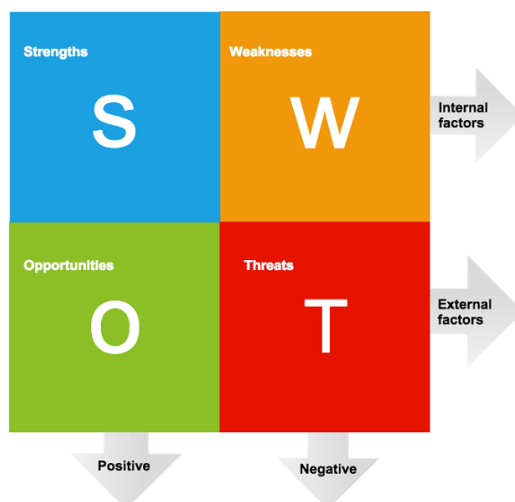 Strengths
Weaknesses
S
W
Internal
factors
Opportunities
Threats
O
T
External
factors
Positive
Negative